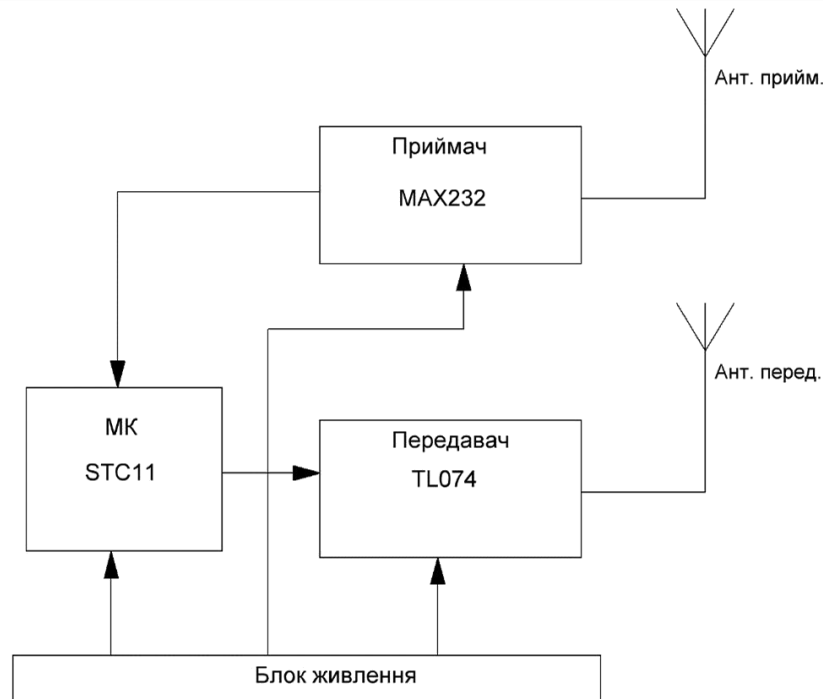 Ант. прийм.
Приймач
MAX232
Ант. перед.
МК
STC11
Передавач
TL074
Блок живлення